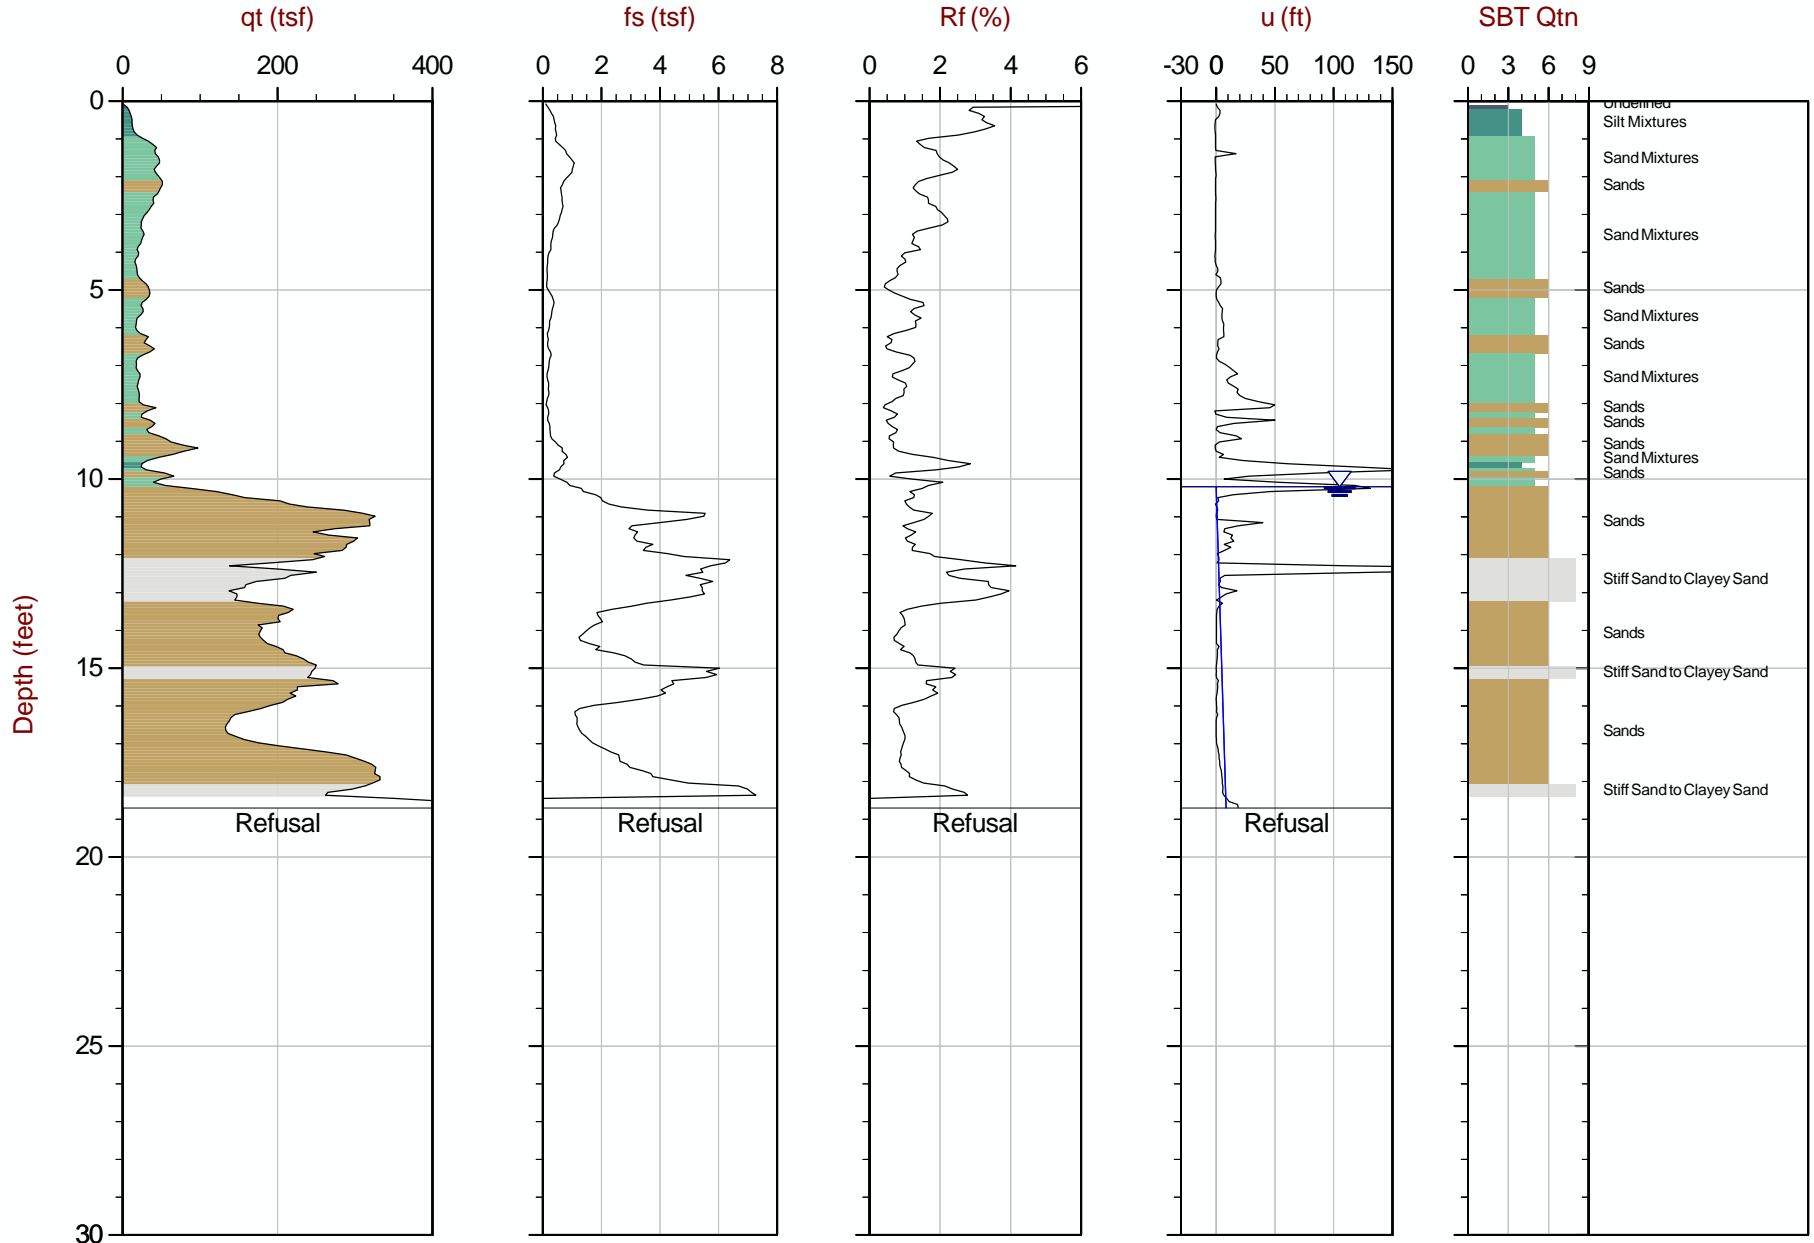 qt (tsf)
fs (tsf)
Rf (%)
u (ft)
SBT Qtn
0 200 400
0 2 4 6 8
0 2 4 6
-30 0 50 100 150
0 3 6 9
0
5
10
15
20
25
30
Depth (feet)
Undefined
Silt Mixtures
Sand Mixtures
Sands
Sand Mixtures
Sands
Sand Mixtures
Sands
Sand Mixtures
Sands
Sands
Sands
Sand Mixtures
Sands
Sands
Stiff Sand to Clayey Sand
Sands
Stiff Sand to Clayey Sand
Sands
Stiff Sand to Clayey Sand
Refusal
Refusal
Refusal
Refusal